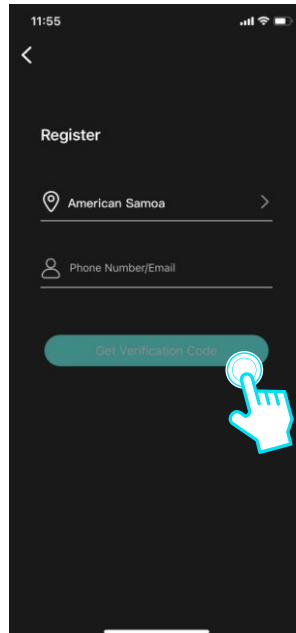 11:55
Register
American Samoa
Phone Number/Email
Get Verification Code